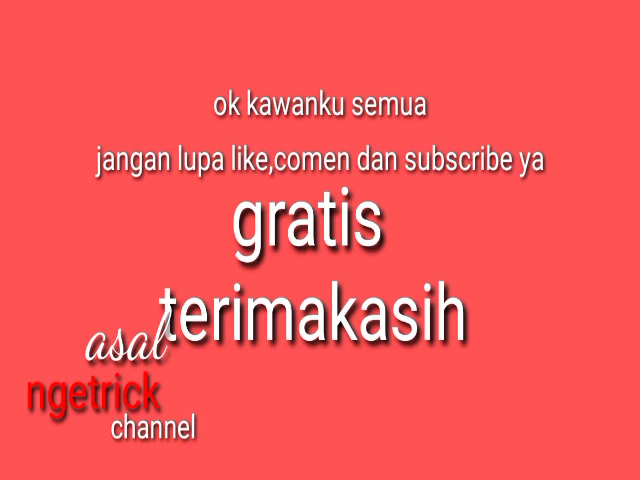 ok kawanku semua
jangan lupa like,comen dan subscribe ya
gratis
terimakasih
asal
ngetrick
channel